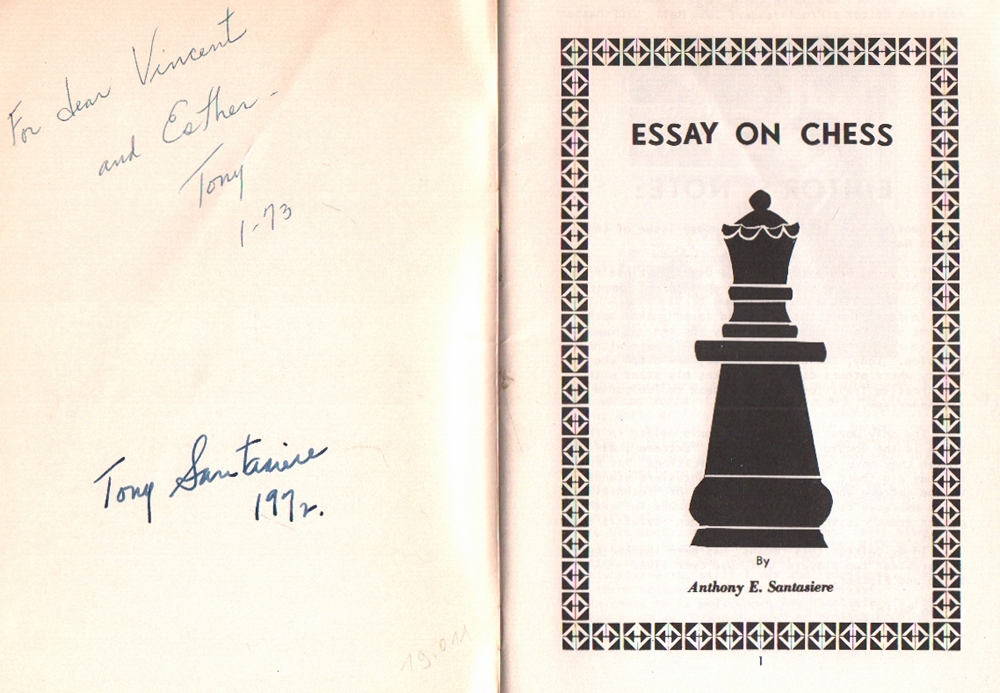 For dear Vincent
and Esther -
Tony
1-73
Tony Santasiere
1972.
19.011
ESSAY ON CHESS
By
Anthony E. Santasiere
1